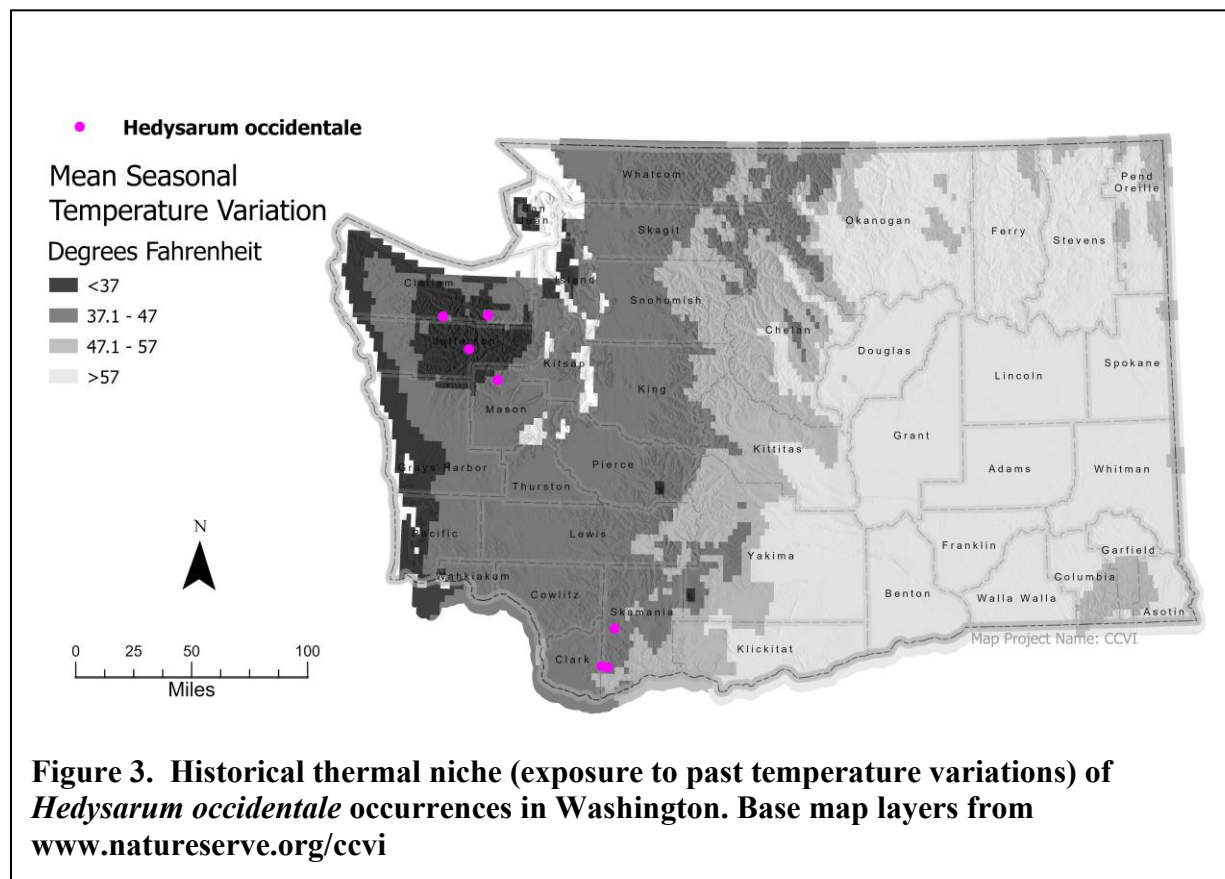 Hedysarum occidentale
Mean Seasonal
Temperature Variation
Degrees Fahrenheit
<37
37.1 - 47
47.1 - 57
>57
N
0 25 50 100
Miles
Whatcom
San
Juan
Skagit
Island
Clallam
Snohomish
Jefferson
Kitsap
King
Mason
Grays Harbor
Pierce
Thurston
Pacific
Lewis
Wahkiakum
Cowlitz
Skamania
Clark
Okanogan
Ferry
Stevens
Pend
Oreille
Chelan
Douglas
Lincoln
Spokane
Grant
Kittitas
Adams
Whitman
Yakima
Franklin
Garfield
Columbia
Benton
Walla Walla
Asotin
Klickitat
Map Project Name: CCVI
Figure 3. Historical thermal niche (exposure to past temperature variations) of
Hedysarum occidentale occurrences in Washington. Base map layers from
www.natureserve.org/ccvi